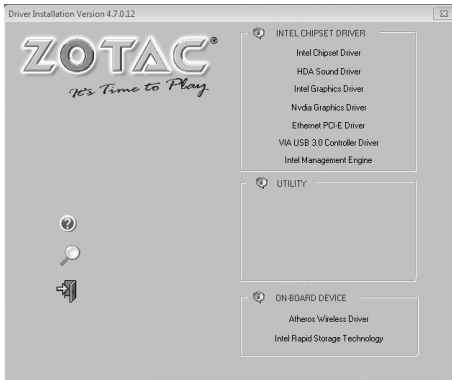 Driver Installation Version 4.7.0.12
ZOTAC®
It's Time to Play
INTEL CHIPSET DRIVER
Intel Chipset Driver
HDA Sound Driver
Intel Graphics Driver
Nvdia Graphics Driver
Ethernet PCI-E Driver
VIA USB 3.0 Controller Driver
Intel Management Engine
UTILITY
ON-BOARD DEVICE
Atheros Wireless Driver
Intel Rapid Storage Technology